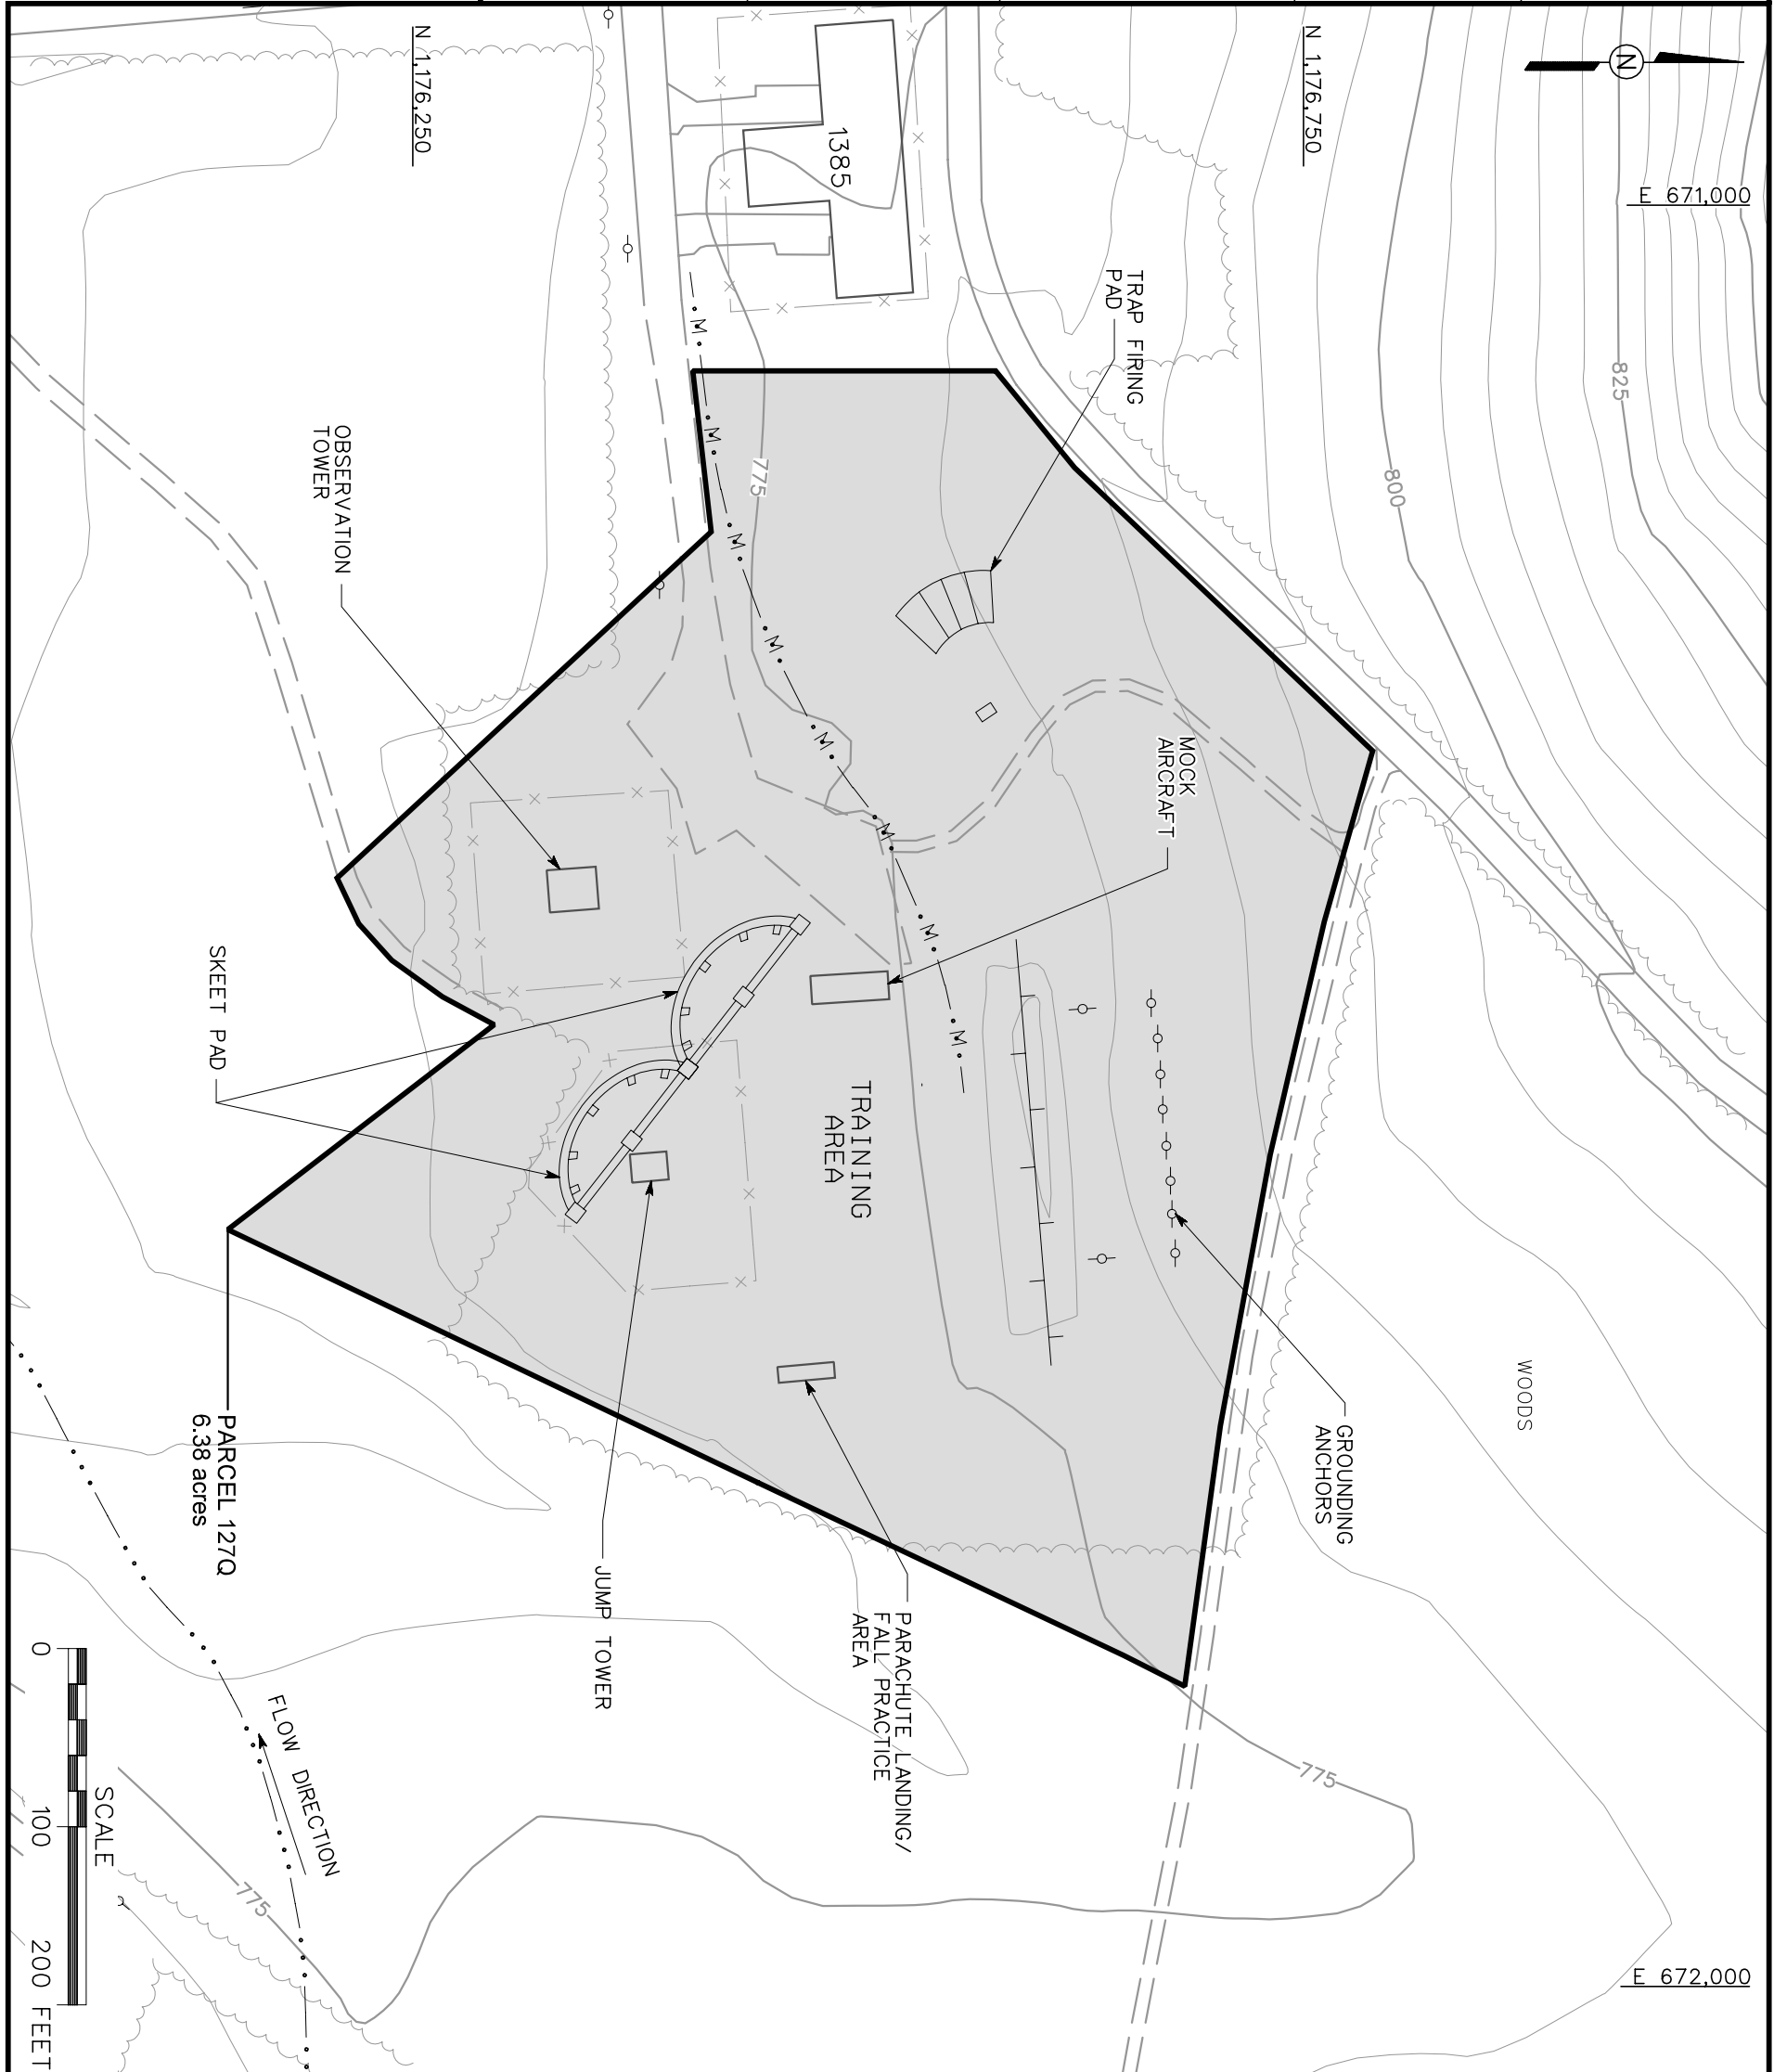 N
E 671,000
E 672,000
N 1,176,750
N 1,176,250
825
800
775
775
775
1385
TRAP FIRING
PAD
MOCK
AIRCRAFT
GROUNDING
ANCHORS
WOODS
TRAINING
AREA
OBSERVATION
TOWER
SKEET PAD
JUMP TOWER
PARACHUTE LANDING/
FALL PRACTICE
AREA
PARCEL 127Q
6.38 acres
FLOW DIRECTION
M
M
M
M
M
M
M
M
SCALE
0
100
200 FEET